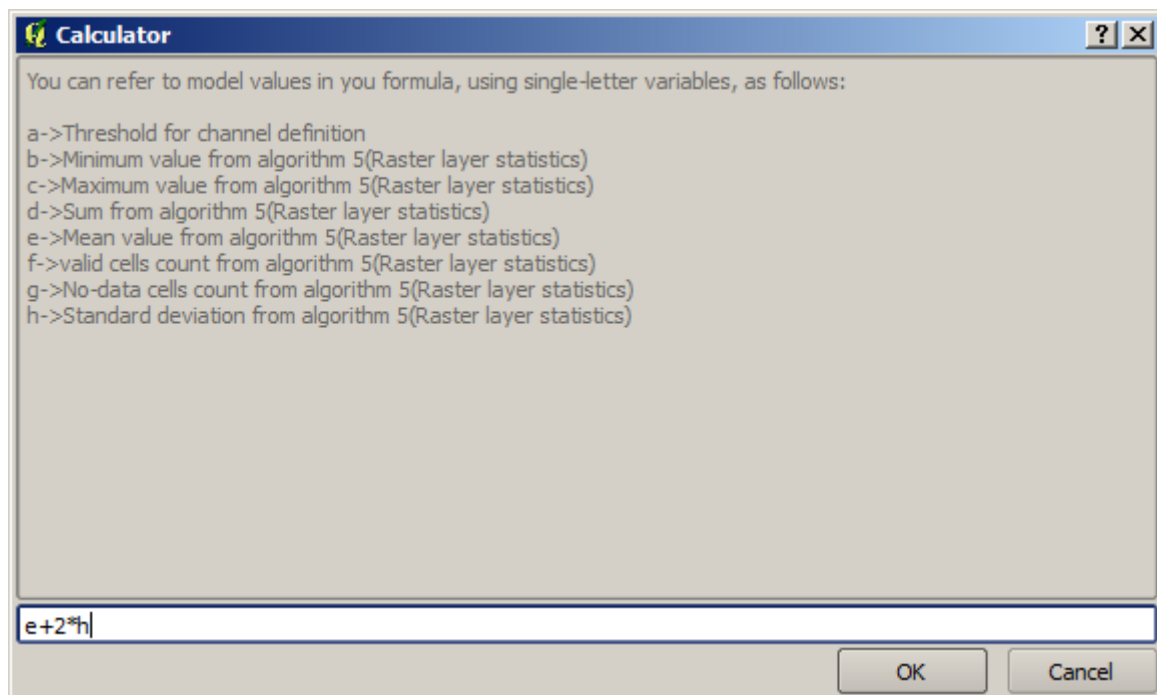 Calculator
You can refer to model values in you formula, using single-letter variables, as follows:
a->Threshold for channel definition
b->Minimum value from algorithm 5(Raster layer statistics)
c->Maximum value from algorithm 5(Raster layer statistics)
d->Sum from algorithm 5(Raster layer statistics)
e->Mean value from algorithm 5(Raster layer statistics)
f->valid cells count from algorithm 5(Raster layer statistics)
g->No-data cells count from algorithm 5(Raster layer statistics)
h->Standard deviation from algorithm 5(Raster layer statistics)
e+2*h
OK Cancel